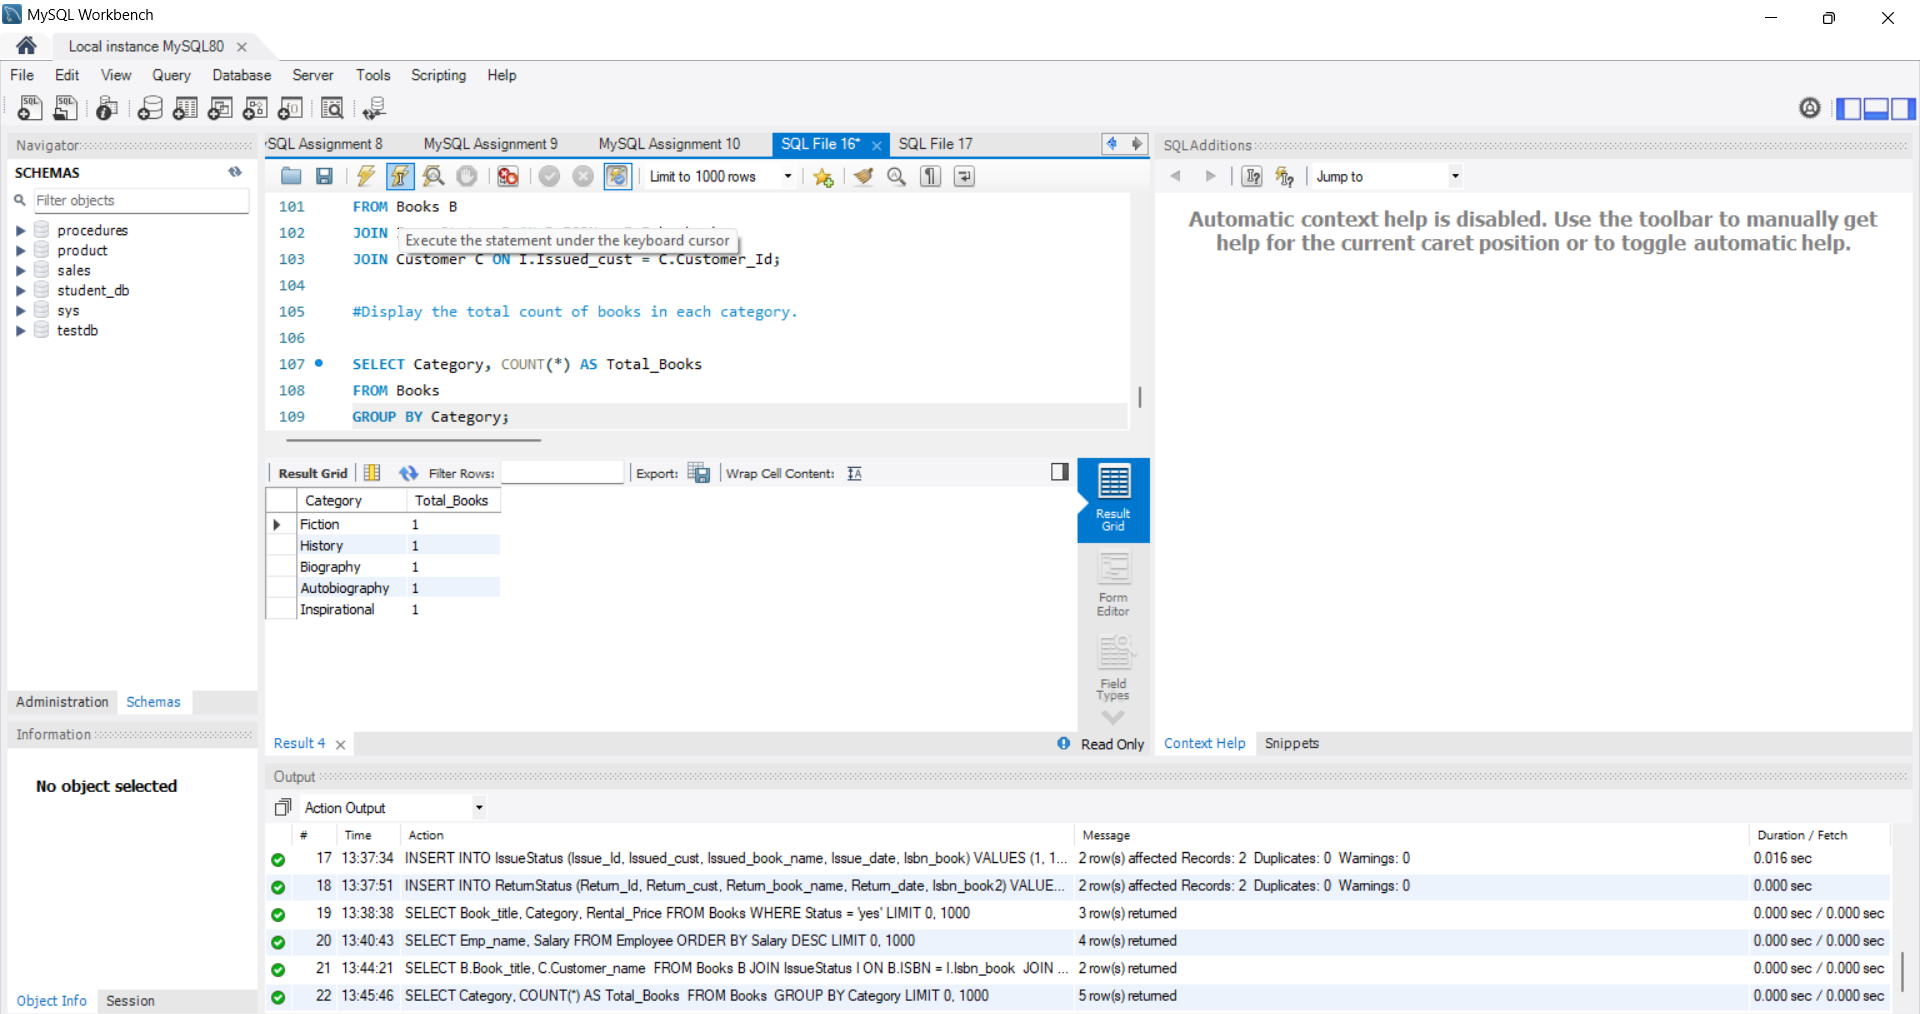 MySQL Workbench
Local instance MySQL80
File Edit View Query Database Server Tools Scripting Help
Navigator
SCHEMAS
Filter objects
procedures
product
sales
student_db
sys
testdb
Administration Schemas
Information
No object selected
Object Info Session
SQL Assignment 8 MySQL Assignment 9 MySQL Assignment 10 SQL File 16* SQL File 17
Limit to 1000 rows
101 FROM Books B
102 JOIN
Execute the statement under the keyboard cursor
103 JOIN Customer C ON I.Issued_cust = C.Customer_Id;
104
105 #Display the total count of books in each category.
106
107 SELECT Category, COUNT(*) AS Total_Books
108 FROM Books
109 GROUP BY Category;
Result Grid Filter Rows: Export: Wrap Cell Content:
Category Total_Books
Fiction 1
History 1
Biography 1
Autobiography 1
Inspirational 1
Result
Grid
Form
Editor
Field
Types
Result 4
Read Only
SQLAdditions
Jump to
Automatic context help is disabled. Use the toolbar to manually get
help for the current caret position or to toggle automatic help.
Context Help Snippets
Output
Action Output
# Time Action Message Duration / Fetch
17 13:37:34 INSERT INTO IssueStatus (Issue_Id, Issued_cust, Issued_book_name, Issue_date, Isbn_book) VALUES (1, 1... 2 row(s) affected Records: 2 Duplicates: 0 Warnings: 0 0.016 sec
18 13:37:51 INSERT INTO ReturnStatus (Return_Id, Return_cust, Return_book_name, Return_date, Isbn_book2) VALUE... 2 row(s) affected Records: 2 Duplicates: 0 Warnings: 0 0.000 sec
19 13:38:38 SELECT Book_title, Category, Rental_Price FROM Books WHERE Status = 'yes' LIMIT 0, 1000 3 row(s) returned 0.000 sec / 0.000 sec
20 13:40:43 SELECT Emp_name, Salary FROM Employee ORDER BY Salary DESC LIMIT 0, 1000 4 row(s) returned 0.000 sec / 0.000 sec
21 13:44:21 SELECT B.Book_title, C.Customer_name FROM Books B JOIN IssueStatus I ON B.ISBN = I.Isbn_book JOIN ... 2 row(s) returned 0.000 sec / 0.000 sec
22 13:45:46 SELECT Category, COUNT(*) AS Total_Books FROM Books GROUP BY Category LIMIT 0, 1000 5 row(s) returned 0.000 sec / 0.000 sec